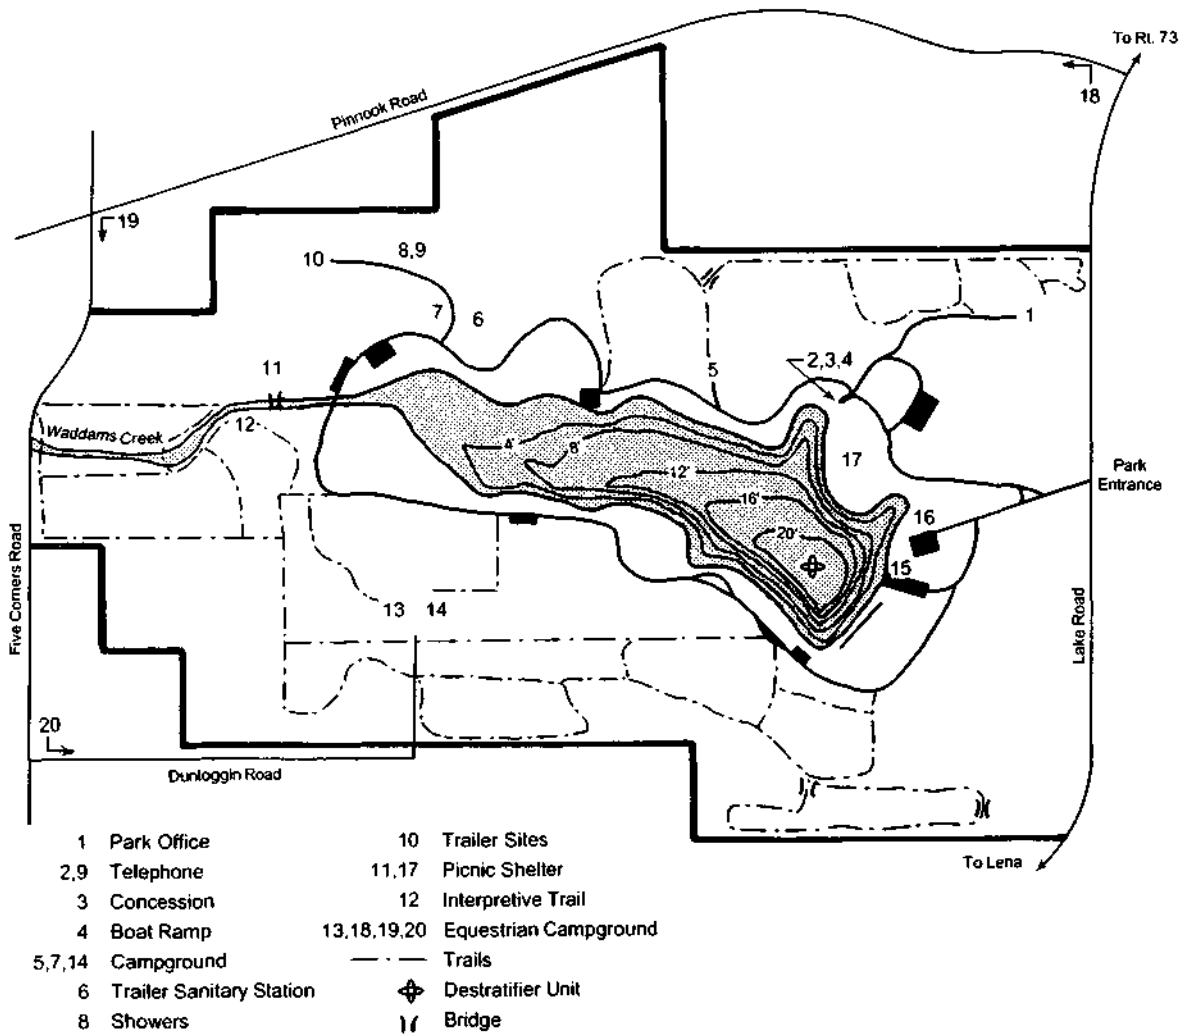 To Rt. 73
18
Pinnook Road
19
10
8,9
7
6
1
11
5
2,3,4
Waddams Creek
12
4'
8'
12'
17
Park
Entrance
16'
16
20'
15
13
14
Five Corners Road
Lake Road
20
Dunloggin Road
To Lena
1 Park Office
2,9 Telephone
3 Concession
4 Boat Ramp
5,7,14 Campground
6 Trailer Sanitary Station
8 Showers
10 Trailer Sites
11,17 Picnic Shelter
12 Interpretive Trail
13,18,19,20 Equestrian Campground
Trails
Destratifier Unit
Bridge